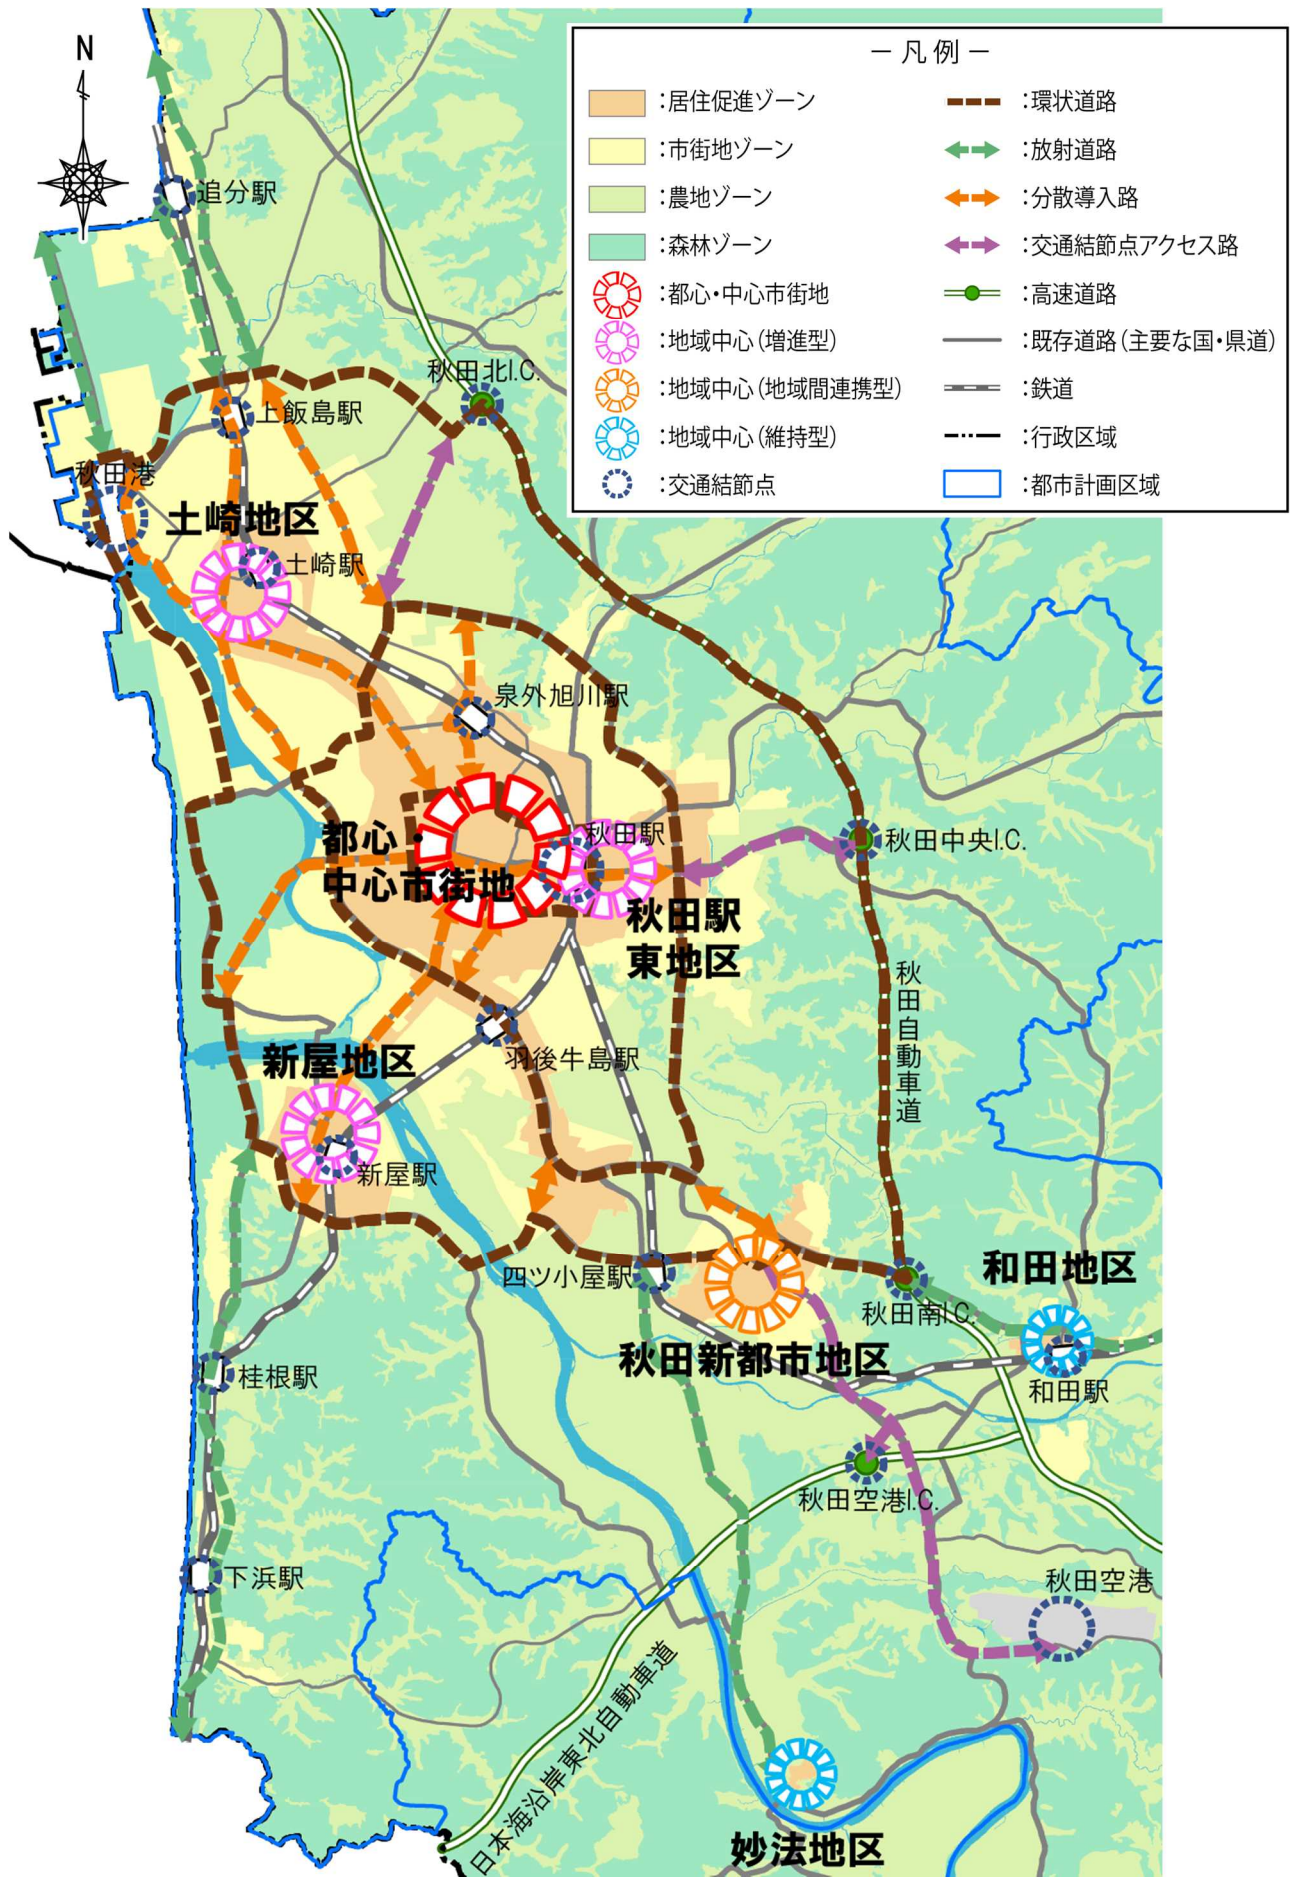 N
－凡例－
:居住促進ゾーン
:市街地ゾーン
:農地ゾーン
:森林ゾーン
:都心・中心市街地
:地域中心(増進型)
:地域中心(地域間連携型)
:地域中心(維持型)
:交通結節点
:環状道路
:放射道路
:分散導入路
:交通結節点アクセス路
:高速道路
:既存道路(主要な国・県道)
:鉄道
:行政区域
:都市計画区域
追分駅
秋田北I.C.
上飯島駅
秋田港
土崎地区
土崎駅
泉外旭川駅
都心・
中心市街地
秋田駅
秋田中央I.C.
秋田駅
東地区
秋田自動車道
羽後牛島駅
新屋地区
新屋駅
四ツ小屋駅
秋田南I.C.
和田地区
秋田新都市地区
和田駅
桂根駅
秋田空港I.C.
下浜駅
秋田空港
日本海沿岸東北自動車道
妙法地区